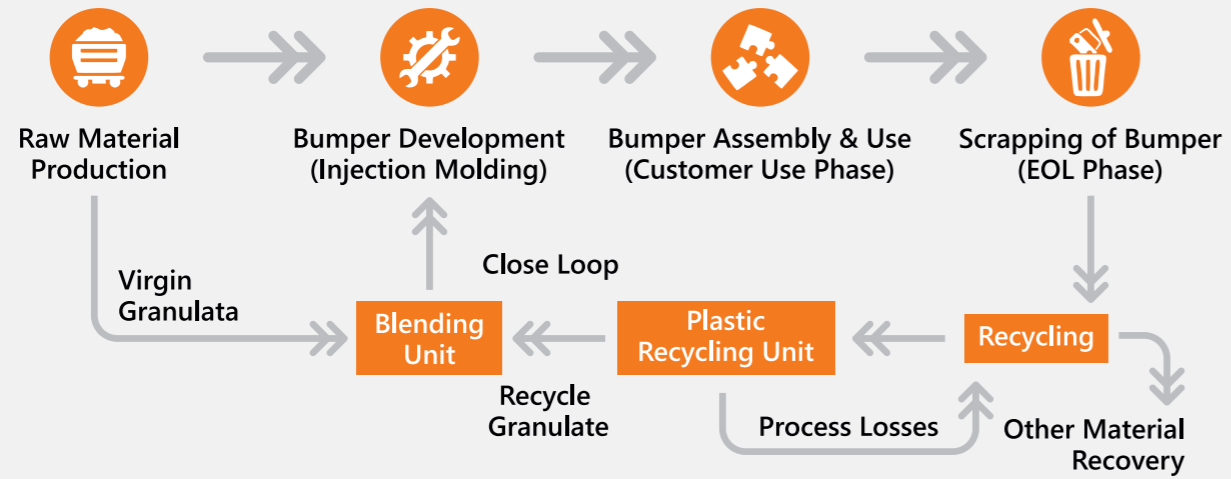 Raw Material
Production
Bumper Development
(Injection Molding)
Bumper Assembly & Use
(Customer Use Phase)
Scrapping of Bumper
(EOL Phase)
Virgin
Granulata
Close Loop
Blending
Unit
Plastic
Recycling Unit
Recycling
Recycle
Granulate
Process Losses
Other Material
Recovery